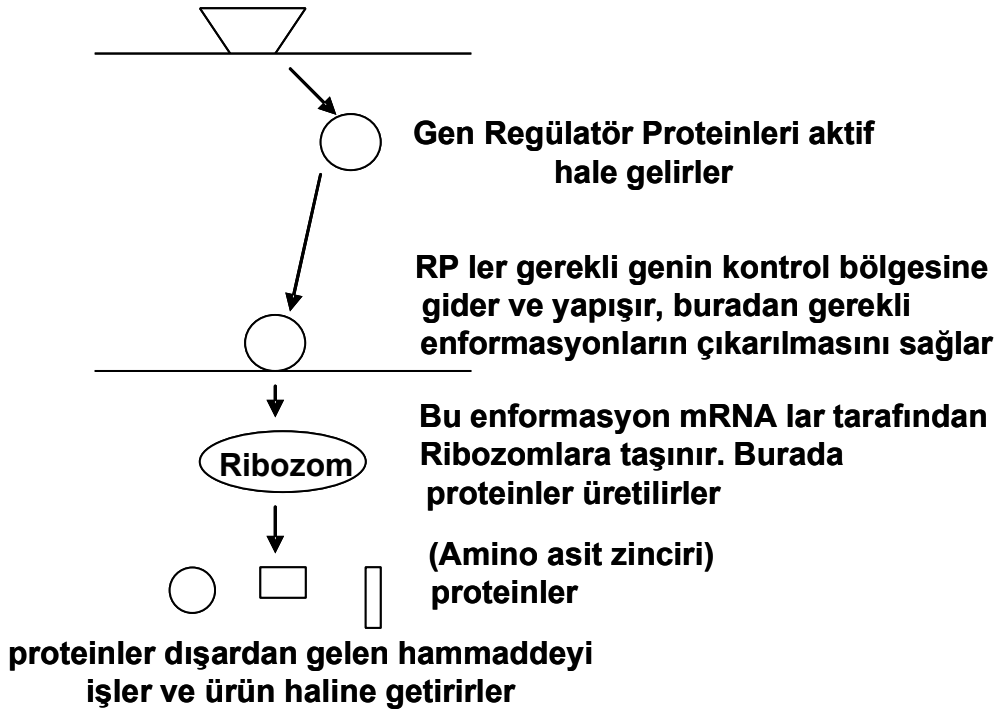 Gen Regülatör Proteinleri aktif
hale gelirler
RP ler gerekli genin kontrol bölgesine
gider ve yapışır, buradan gerekli
enformasyonların çıkarılmasını sağlar
Bu enformasyon mRNA lar tarafından
Ribozomlara taşınır. Burada
proteinler üretilirler
Ribozom
(Amino asit zinciri)
proteinler
proteinler dışardan gelen hammaddeyi
işler ve ürün haline getirirler